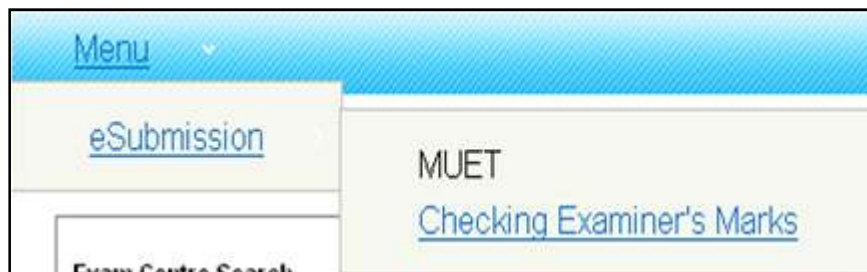 Menu
eSubmission
MUET
Checking Examiner's Marks
Exam Centre Search